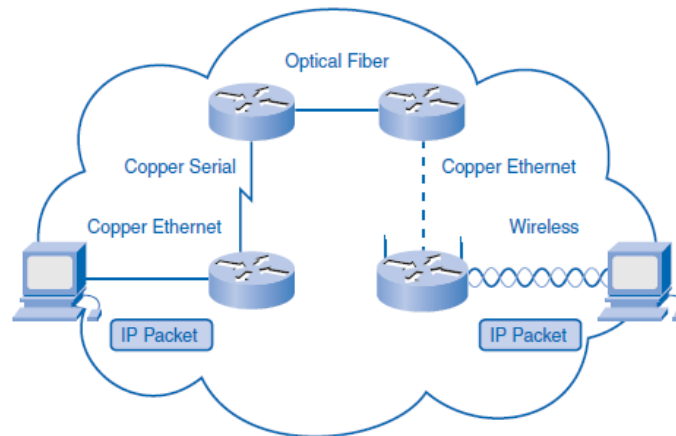 Optical Fiber
Copper Serial
Copper Ethernet
Copper Ethernet
Wireless
IP Packet
IP Packet